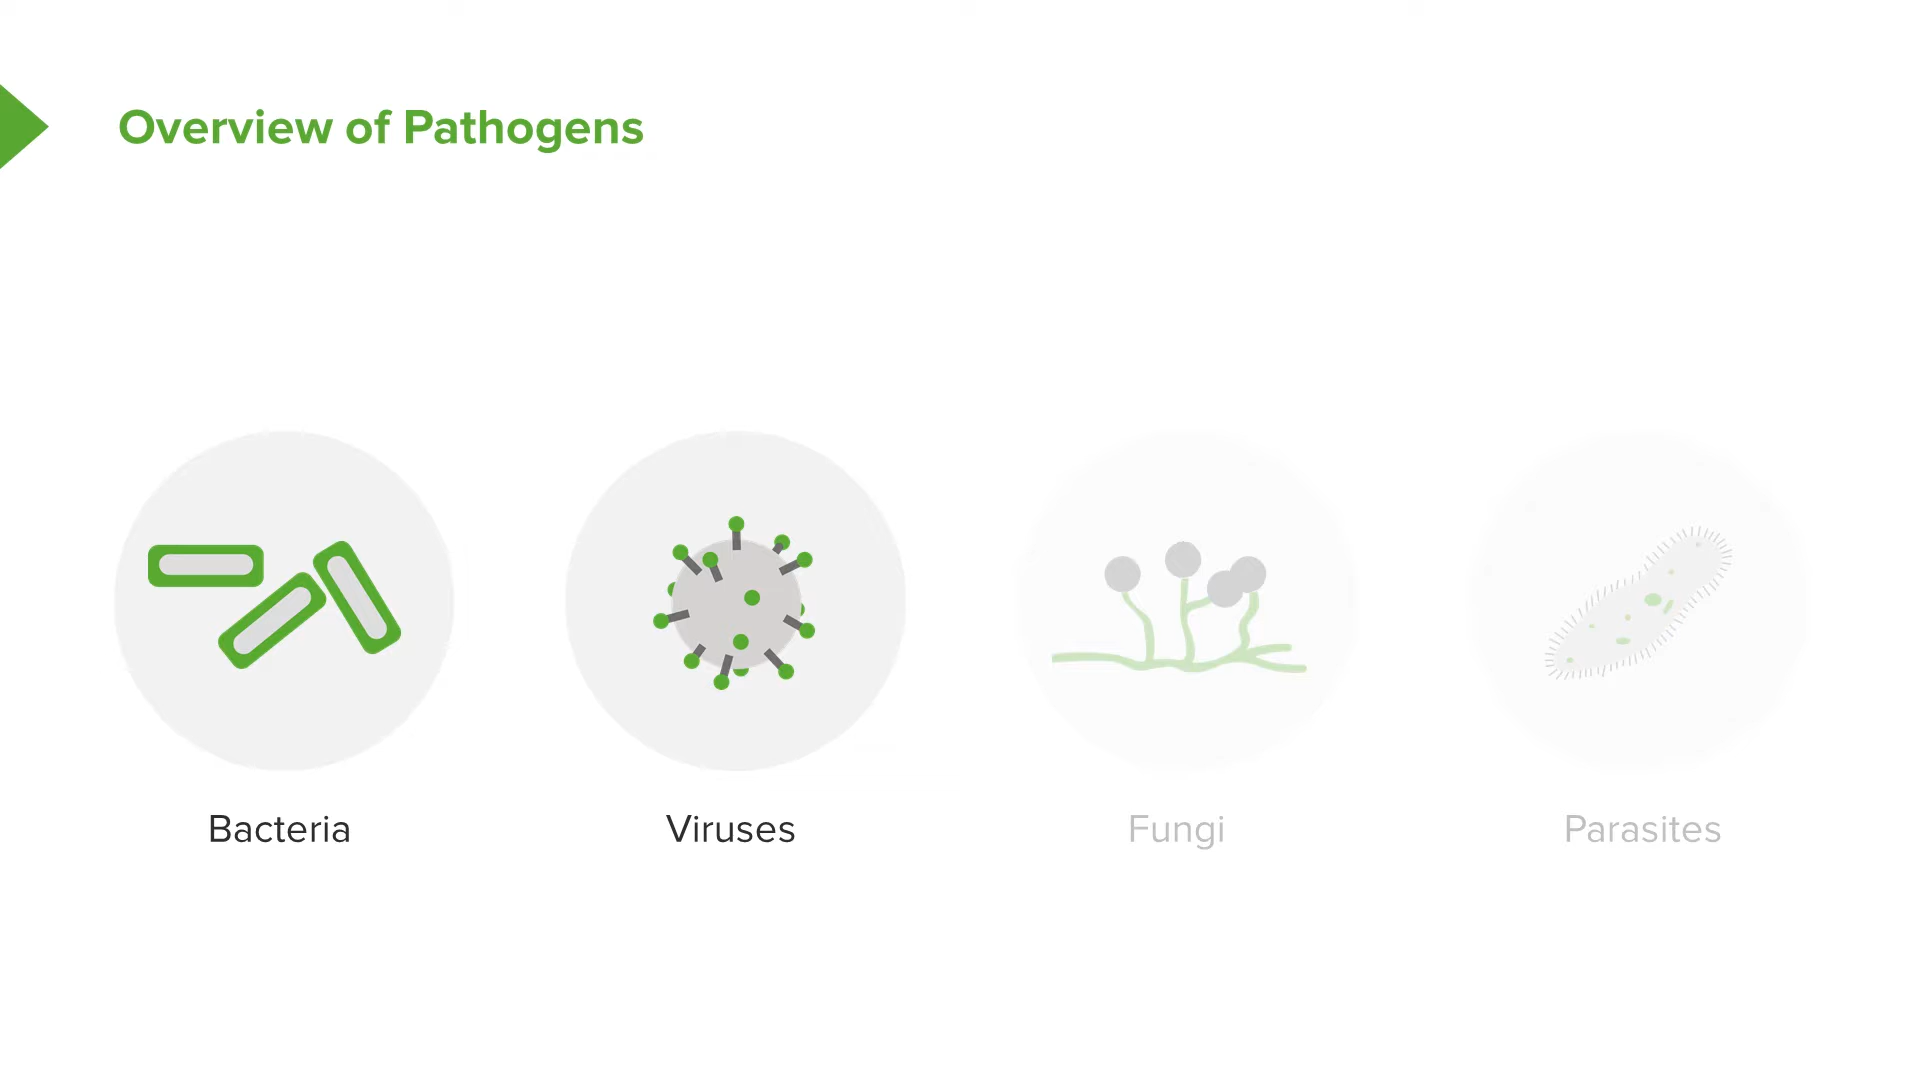 Overview of Pathogens
Bacteria
Viruses
Fungi
Parasites